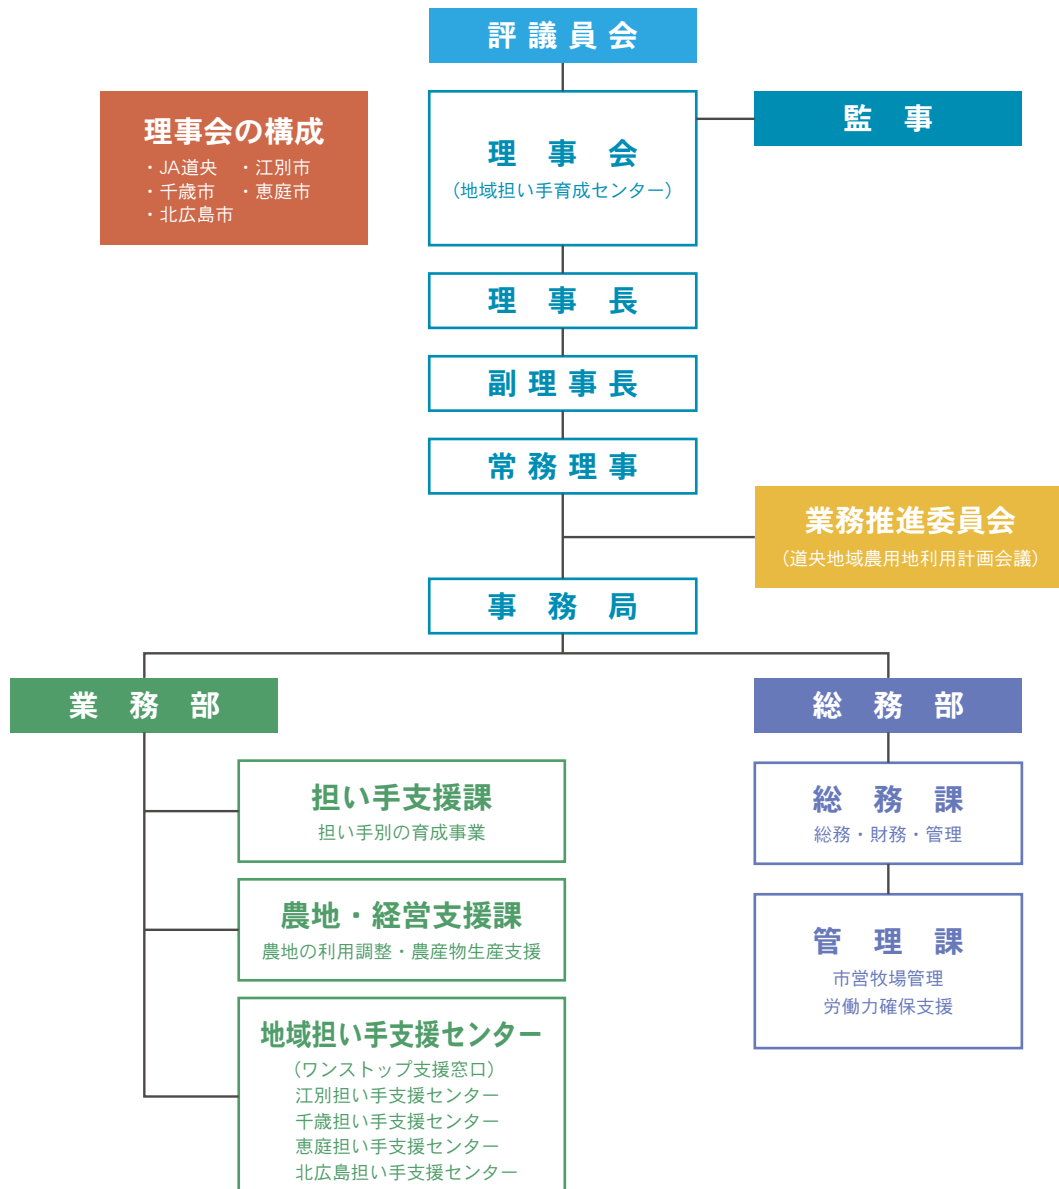 評議員会
理事会の構成
・JA道央 ・江別市
・千歳市 ・恵庭市
・北広島市
理事会
（地域担い手育成センター）
監事
理事長
副理事長
常務理事
業務推進委員会
（道央地域農用地利用計画会議）
事務局
業務部
担い手支援課
担い手別の育成事業
農地・経営支援課
農地の利用調整・農産物生産支援
地域担い手支援センター
（ワンストップ支援窓口）
江別担い手支援センター
千歳担い手支援センター
恵庭担い手支援センター
北広島担い手支援センター
総務部
総務課
総務・財務・管理
管理課
市営牧場管理
労働力確保支援